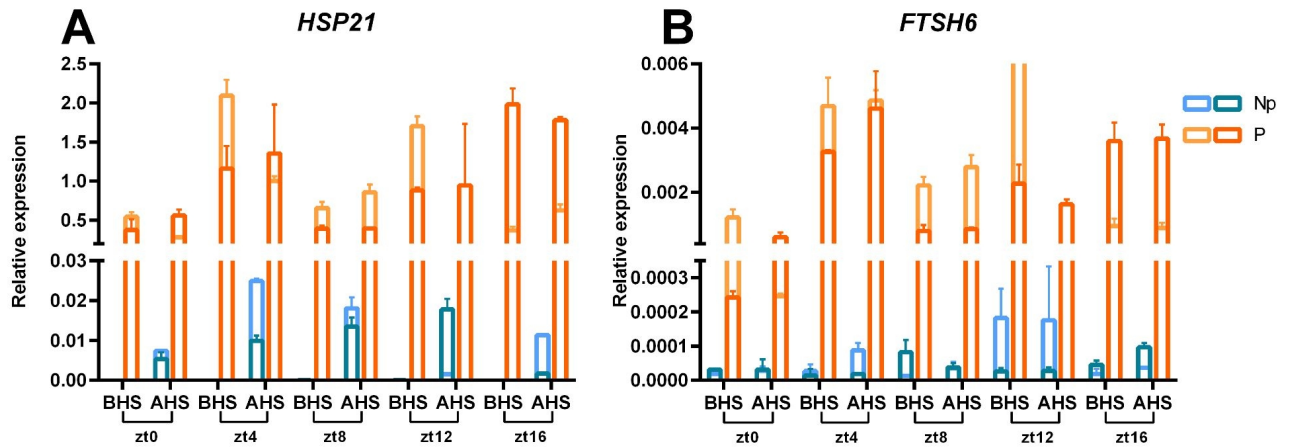 A
HSP21
Relative expression
2.5
2.0
1.5
1.0
0.5
0.03
0.02
0.01
0.00
BHS AHS BHS AHS BHS AHS BHS AHS BHS AHS
zt0 zt4 zt8 zt12 zt16
B
FTSH6
Relative expression
0.006
0.004
0.002
0.0003
0.0002
0.0001
0.0000
BHS AHS BHS AHS BHS AHS BHS AHS BHS AHS
zt0 zt4 zt8 zt12 zt16
Np
P